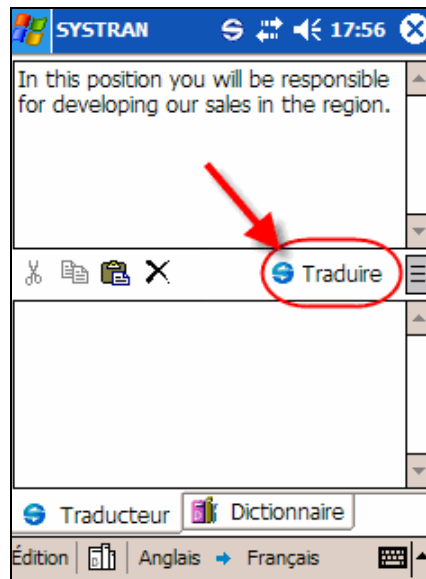 SYSTRAN 17:56
In this position you will be responsible
for developing our sales in the region.
Traduire
Traducteur Dictionnaire
Édition Anglais Français